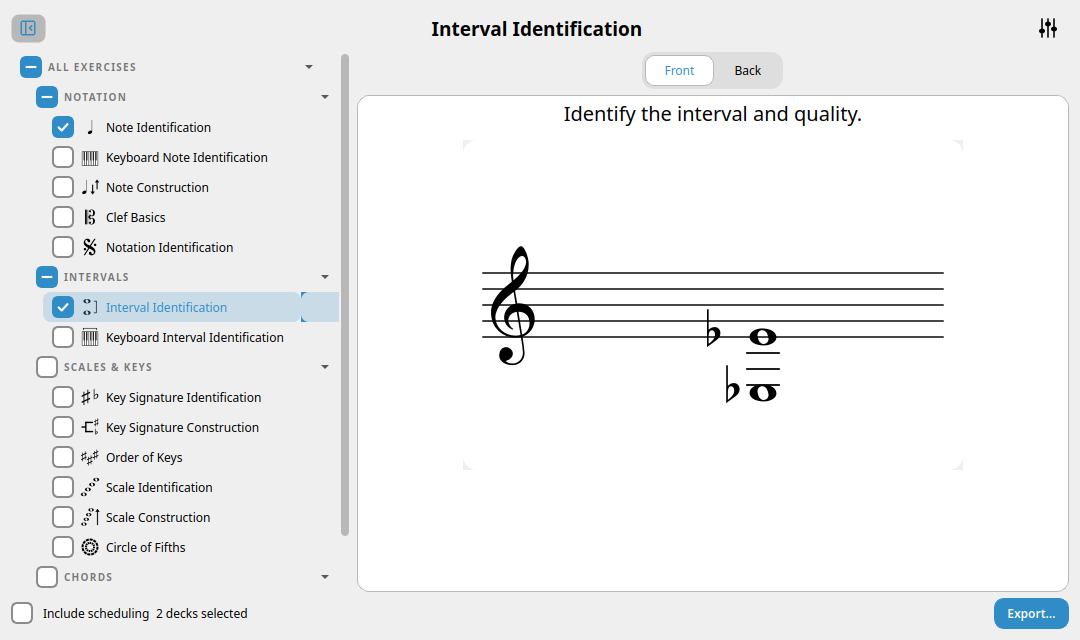 Interval Identification
ALL EXERCISES
NOTATION
Note Identification
Keyboard Note Identification
Note Construction
Clef Basics
Notation Identification
INTERVALS
Interval Identification
Keyboard Interval Identification
SCALES & KEYS
Key Signature Identification
Key Signature Construction
Order of Keys
Scale Identification
Scale Construction
Circle of Fifths
CHORDS
Include scheduling 2 decks selected
Front Back
Identify the interval and quality.
Export...